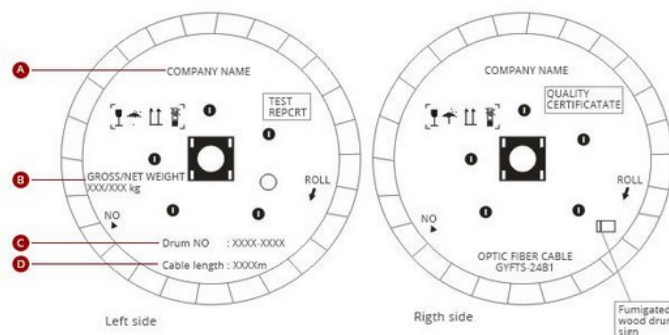 A
COMPANY NAME
TEST
REPCRT
B
GROSS/NET WEIGHT
XXX/XXX kg
ROLL
NO
C
Drum NO : XXXX-XXXX
D
Cable length : XXXXm
Left side
COMPANY NAME
QUALITY
CERTIFICATATE
ROLL
NO
OPTIC FIBER CABLE
GYFTS-24B1
Fumigated
wood drum
sign
Rigth side